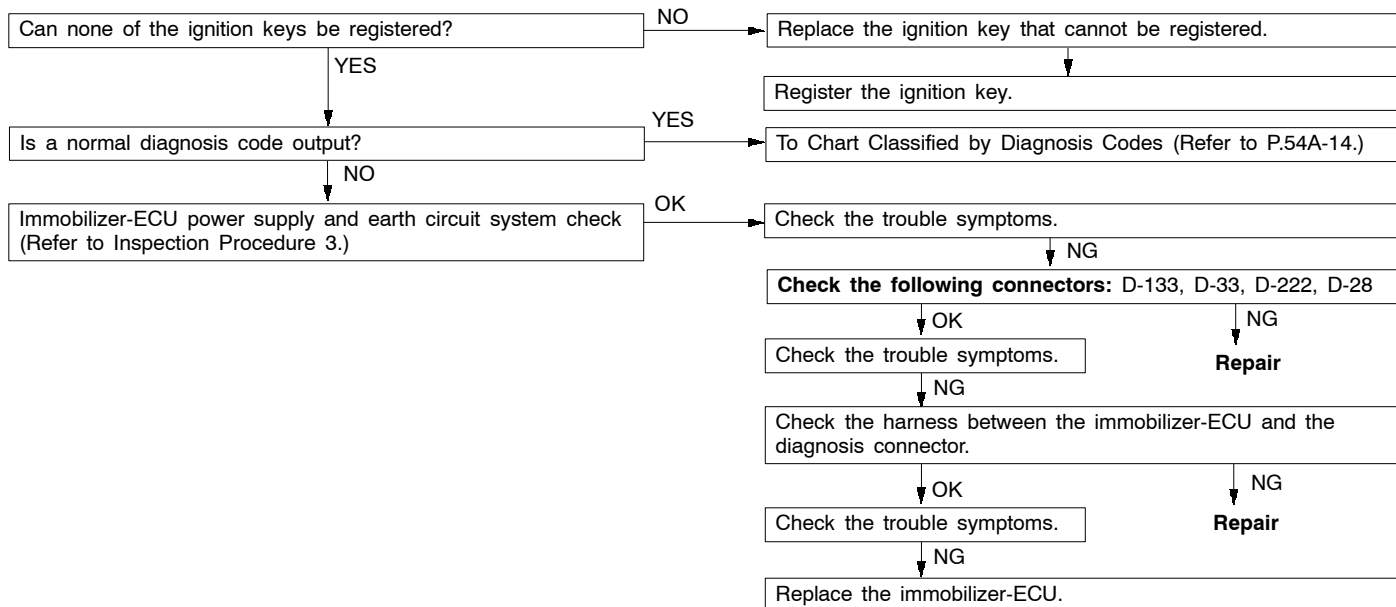 Can none of the ignition keys be registered?
NO
Replace the ignition key that cannot be registered.
YES
Register the ignition key.
Is a normal diagnosis code output?
YES
To Chart Classified by Diagnosis Codes (Refer to P.54A-14.)
NO
Immobilizer-ECU power supply and earth circuit system check
(Refer to Inspection Procedure 3.)
OK
Check the trouble symptoms.
NG
Check the following connectors: D-133, D-33, D-222, D-28
OK
NG
Check the trouble symptoms.
Repair
NG
Check the harness between the immobilizer-ECU and the
diagnosis connector.
OK
NG
Check the trouble symptoms.
Repair
NG
Replace the immobilizer-ECU.